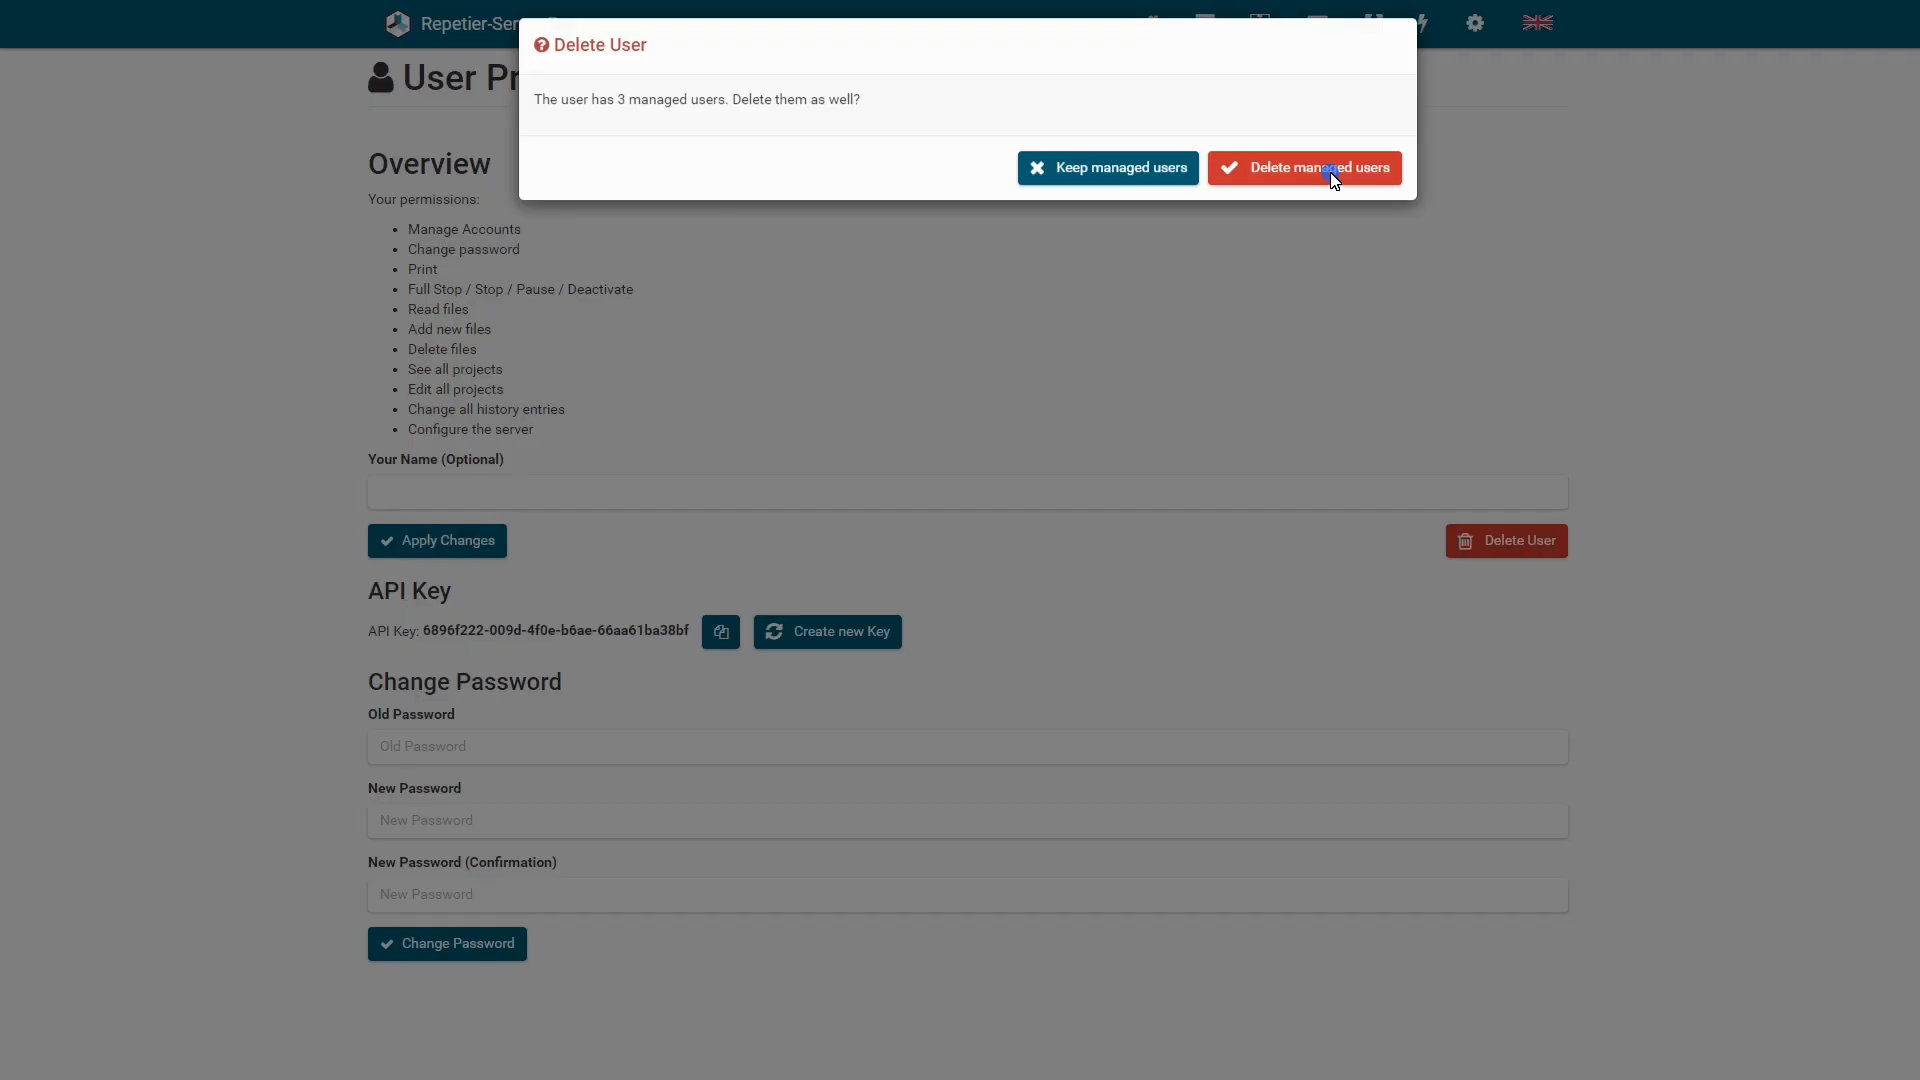 Repetier-Ser
Delete User
User Pr
The user has 3 managed users. Delete them as well?
Keep managed users
Delete managed users
Overview
Your permissions:
Manage Accounts
Change password
Print
Full Stop / Stop / Pause / Deactivate
Read files
Add new files
Delete files
See all projects
Edit all projects
Change all history entries
Configure the server
Your Name (Optional)
Apply Changes
Delete User
API Key
API Key: 6896f222-009d-4f0e-b6ae-66aa61ba38bf
Create new Key
Change Password
Old Password
Old Password
New Password
New Password
New Password (Confirmation)
New Password
Change Password